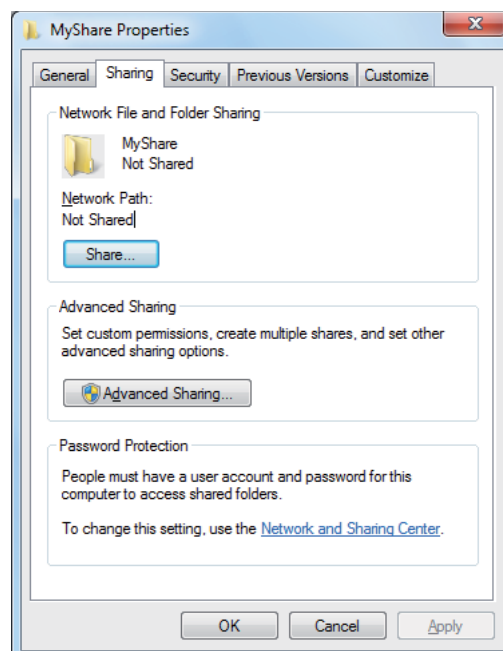 MyShare Properties
General Sharing Security Previous Versions Customize
Network File and Folder Sharing
MyShare
Not Shared
Network Path:
Not Shared
Share...
Advanced Sharing
Set custom permissions, create multiple shares, and set other
advanced sharing options.
Advanced Sharing...
Password Protection
People must have a user account and password for this
computer to access shared folders.
To change this setting, use the Network and Sharing Center.
OK Cancel Apply